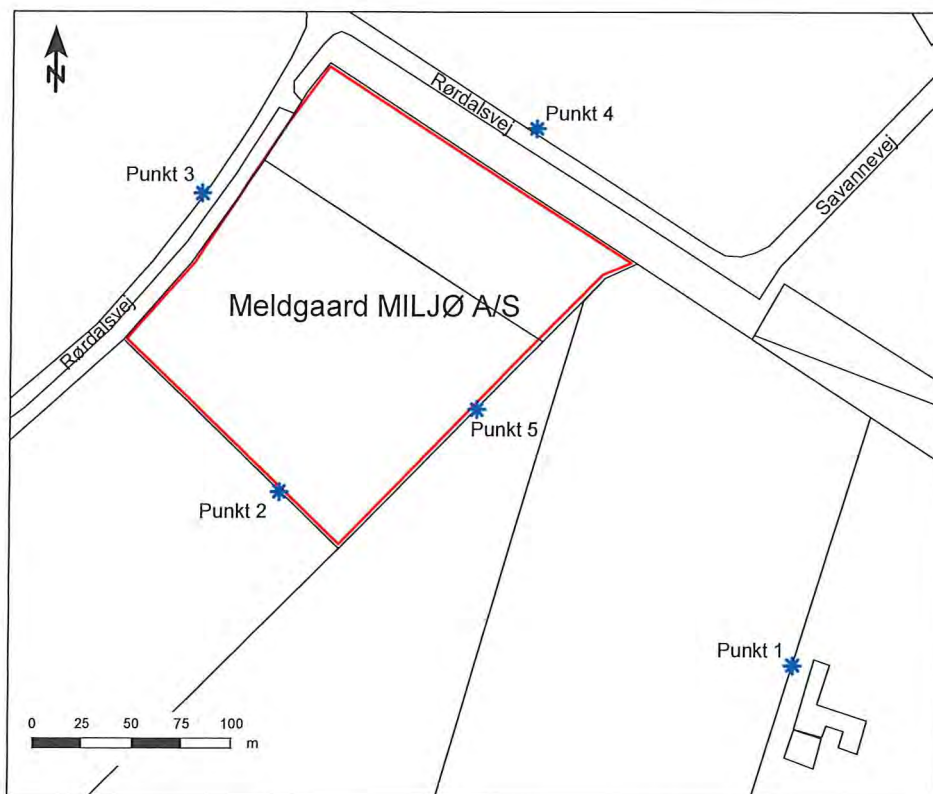 N
Rørdalsvej
Punkt 4
Punkt 3
Savannevej
Meldgaard MILJØ A/S
Rørdalsvej
Punkt 5
Punkt 2
Punkt 1
0 25 50 75 100
m